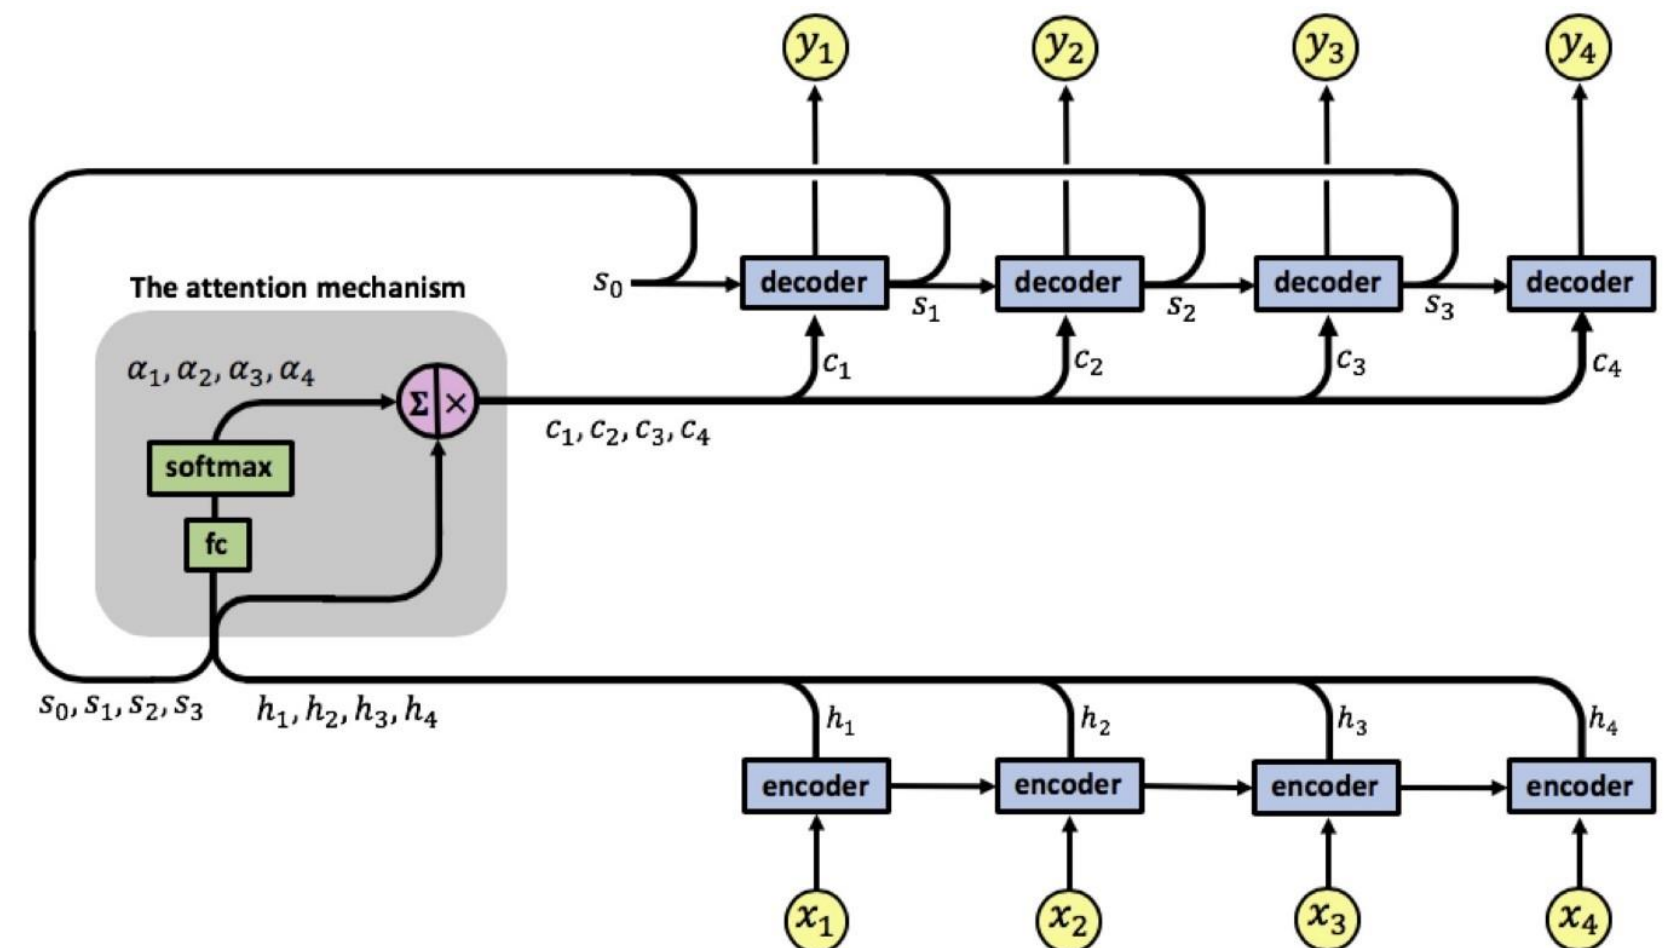 y₁ y₂ y₃ y₄
s₀ decoder s₁ decoder s₂ decoder s₃ decoder
c₁ c₂ c₃ c₄
The attention mechanism
α₁, α₂, α₃, α₄
Σ ×
c₁, c₂, c₃, c₄
softmax
fc
s₀, s₁, s₂, s₃ h₁, h₂, h₃, h₄
h₁ h₂ h₃ h₄
encoder encoder encoder encoder
x₁ x₂ x₃ x₄